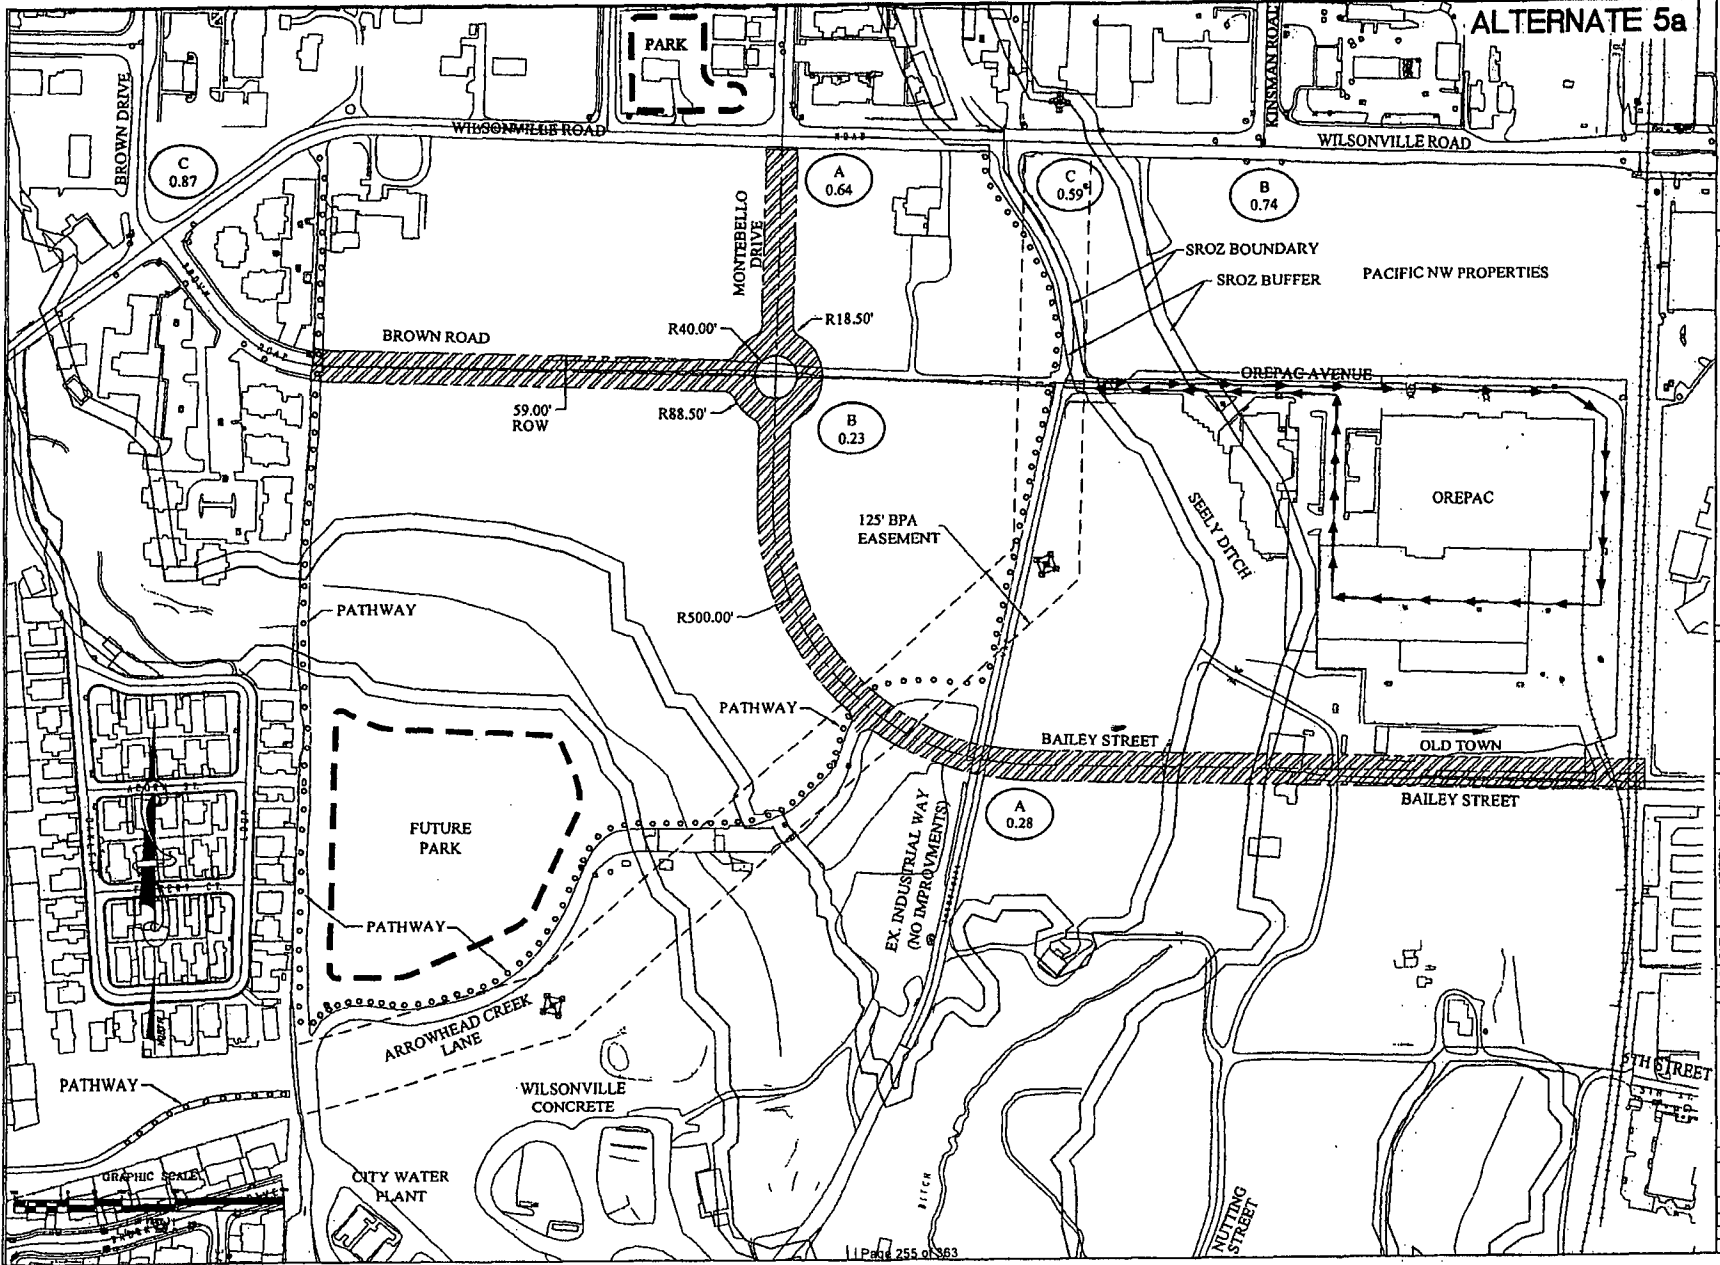 ALTERNATE 5a
PARK
BROWN DRIVE
KINSMAN ROAD
WILSONVILLE ROAD
ROAD
WILSONVILLE ROAD
C
0.87
A
0.64
C
0.59
B
0.74
MONTEBELLO
DRIVE
SROZ BOUNDARY
SROZ BUFFER
PACIFIC NW PROPERTIES
BROWN
ROAD
BROWN ROAD
R40.00'
R18.50'
OREPAC AVENUE
59.00'
ROW
R88.50'
B
0.23
OREPAC
125' BPA
EASEMENT
SEELY DITCH
PATHWAY
R500.00'
PATHWAY
BAILEY STREET
OLD TOWN
BAILEY STREET
A
0.28
FUTURE
PARK
EX. INDUSTRIAL WAY
(NO IMPROVMENTS)
PATHWAY
ARROWHEAD CREEK
LANE
PATHWAY
WILSONVILLE
CONCRETE
5TH STREET
GRAPHIC SCALE
CITY WATER
PLANT
DITCH
NUTTING
STREET
Page 255 of 363